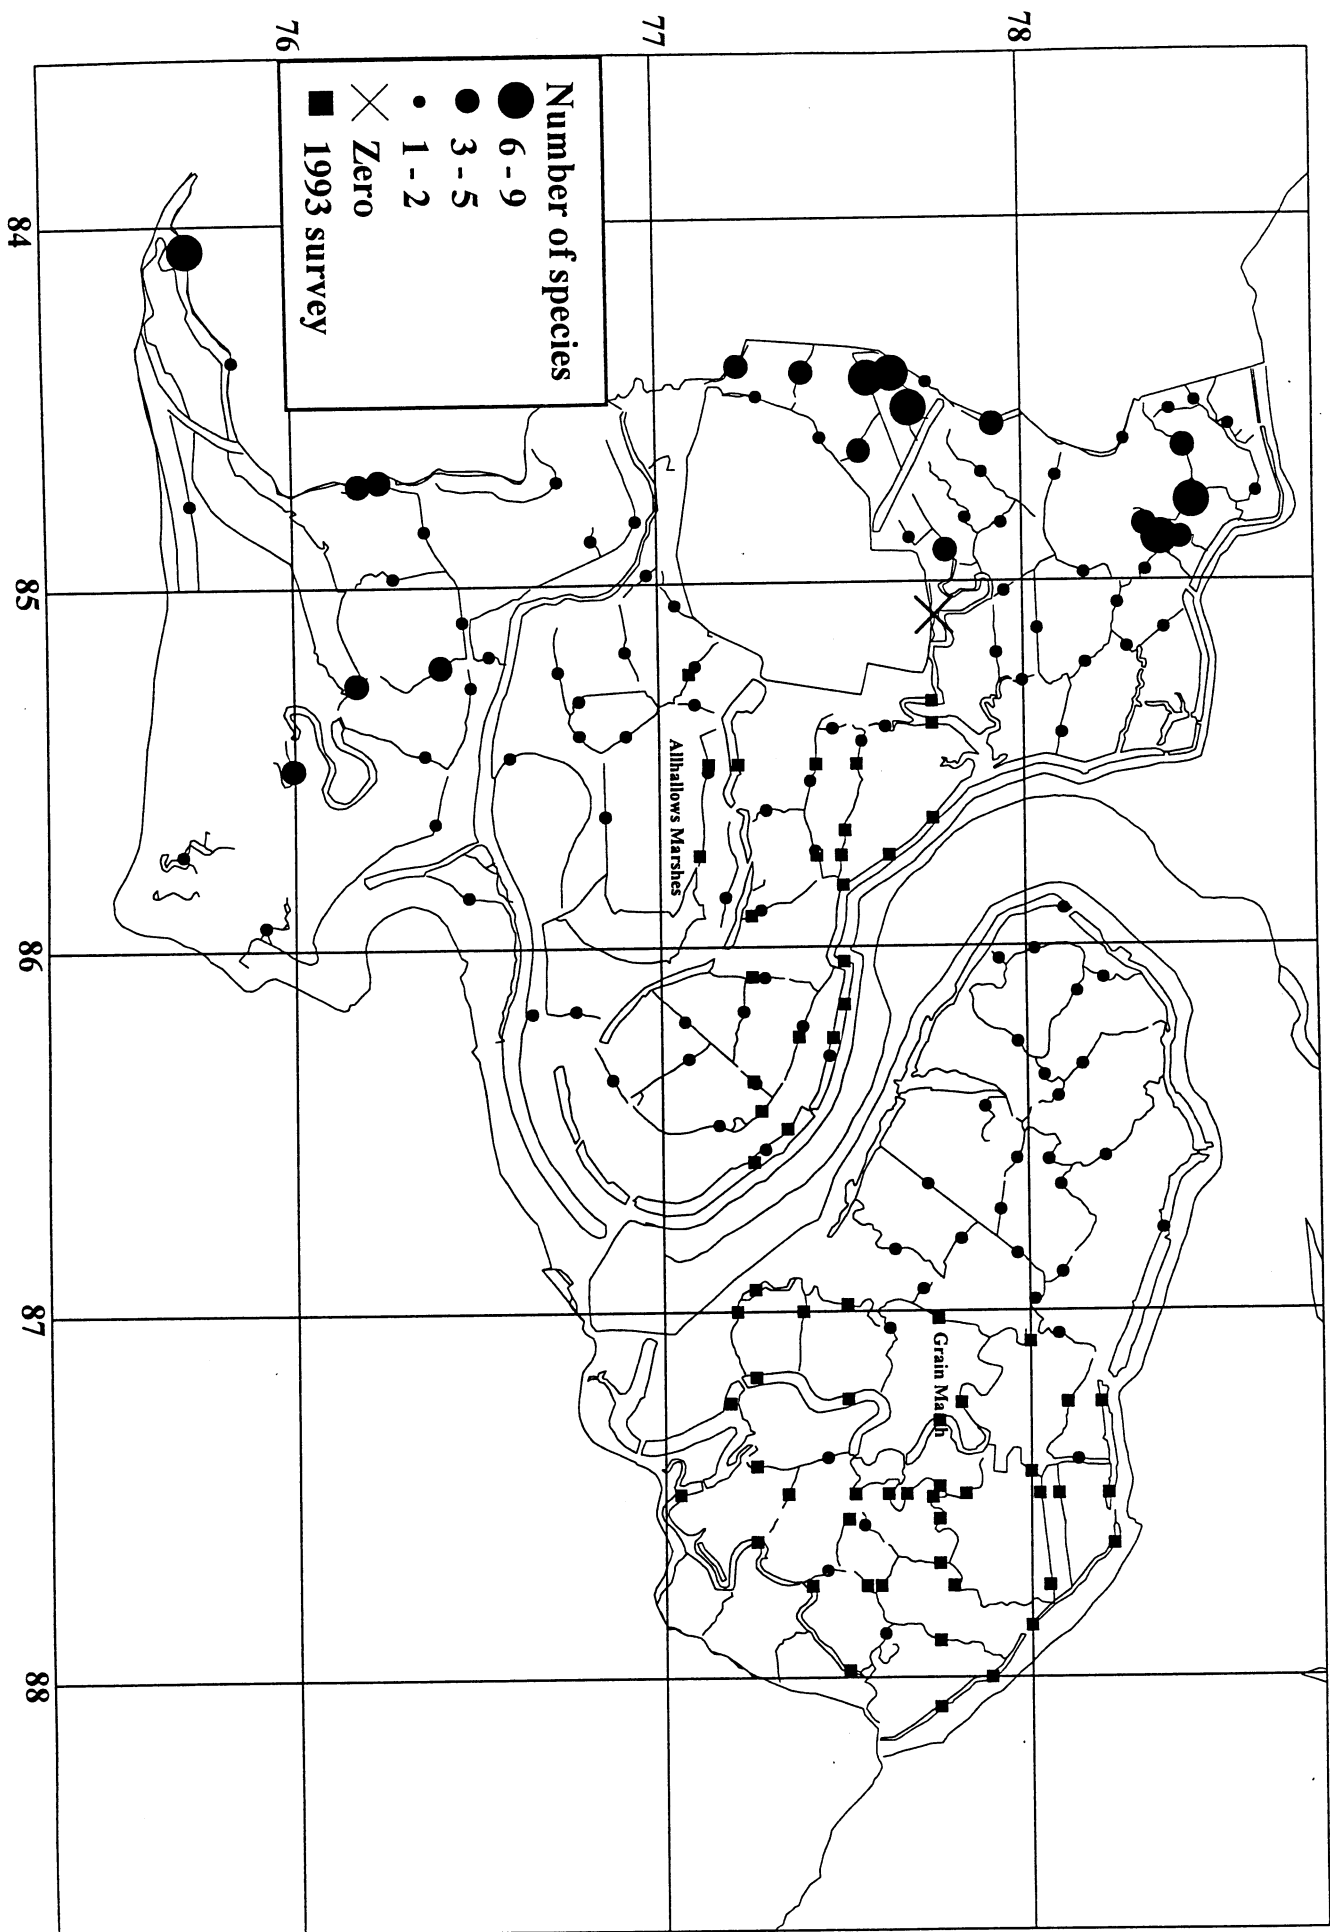 Number of species
6 - 9
3 - 5
1 - 2
Zero
1993 survey
76
77
78
84
85
86
87
88
Allhallows Marshes
Grain Marsh